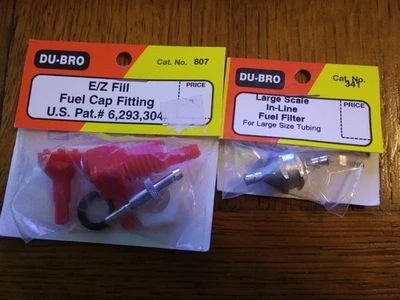 DU-BRO
Cat. No. 807
E/Z Fill
Fuel Cap Fitting
U.S. Pat.# 6,293,304
PRICE
DU-BRO
Cat. No.
341
Large Scale
In-Line
Fuel Filter
For Large Size Tubing
PRICE